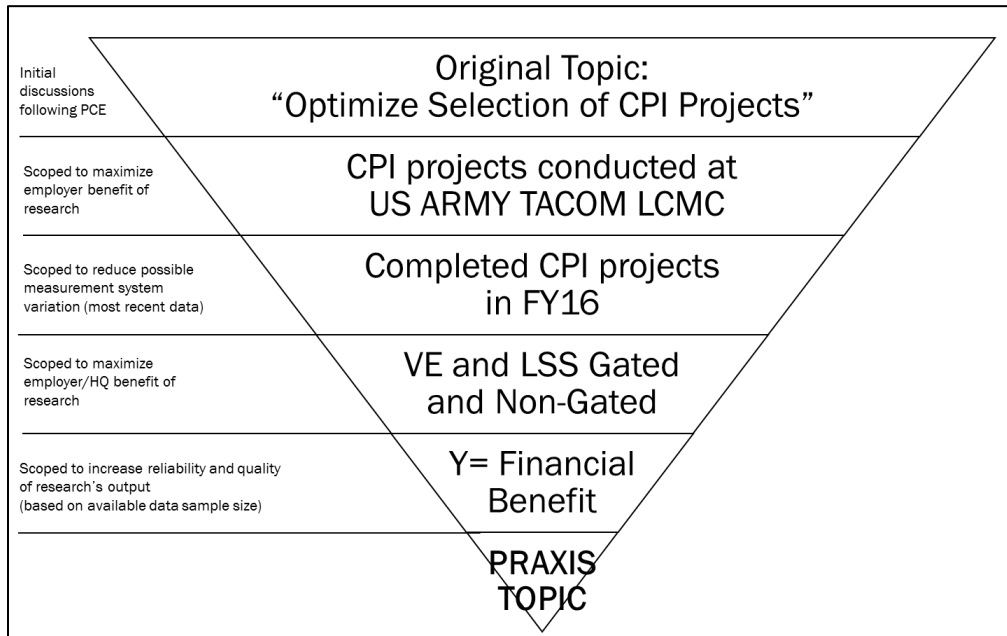 Initial
discussions
following PCE
Original Topic:
“Optimize Selection of CPI Projects”
Scoped to maximize
employer benefit of
research
CPI projects conducted at
US ARMY TACOM LCMC
Scoped to reduce possible
measurement system
variation (most recent data)
Completed CPI projects
in FY16
Scoped to maximize
employer/HQ benefit of
research
VE and LSS Gated
and Non-Gated
Scoped to increase reliability and quality
of research’s output
(based on available data sample size)
Y= Financial
Benefit
PRAXIS
TOPIC